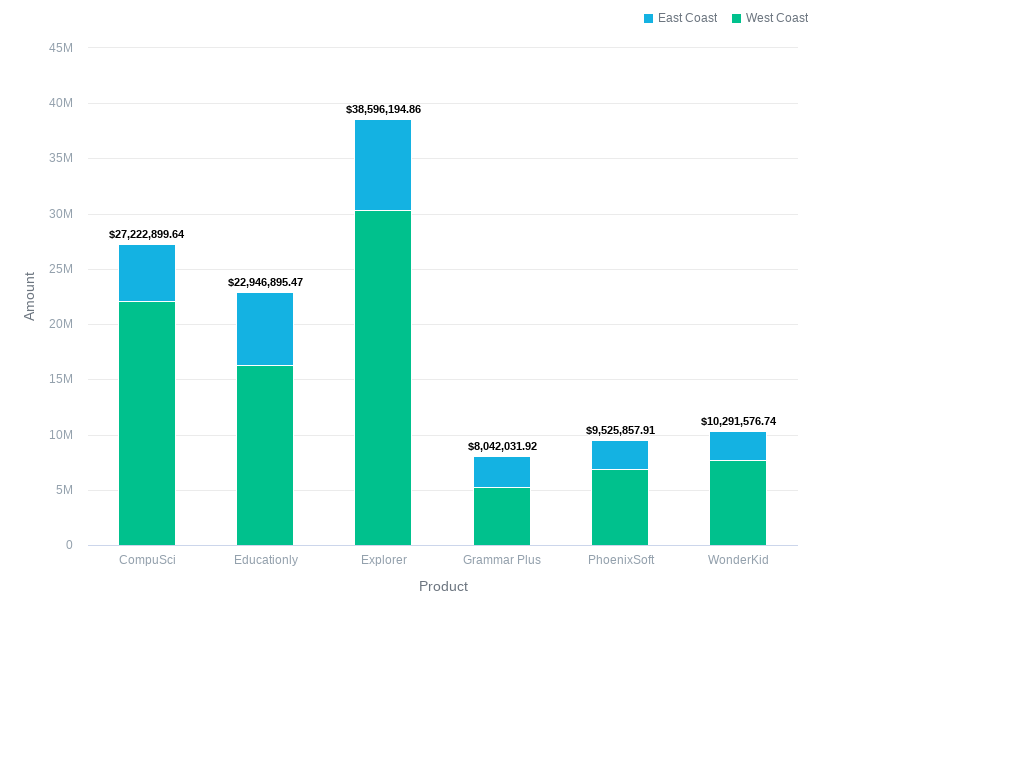 East Coast West Coast
45M
40M
$38,596,194.86
35M
30M
$27,222,899.64
25M
$22,946,895.47
20M
15M
10M
$8,042,031.92
$9,525,857.91
$10,291,576.74
5M
0
Amount
CompuSci Educationly Explorer Grammar Plus PhoenixSoft WonderKid
Product